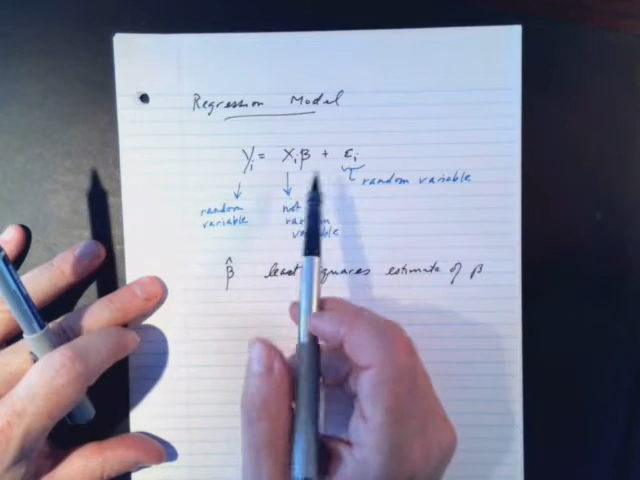 Regression Model
Yᵢ = Xᵢβ + εᵢ
random variable
random variable
not random variable
β̂ least squares estimate of β